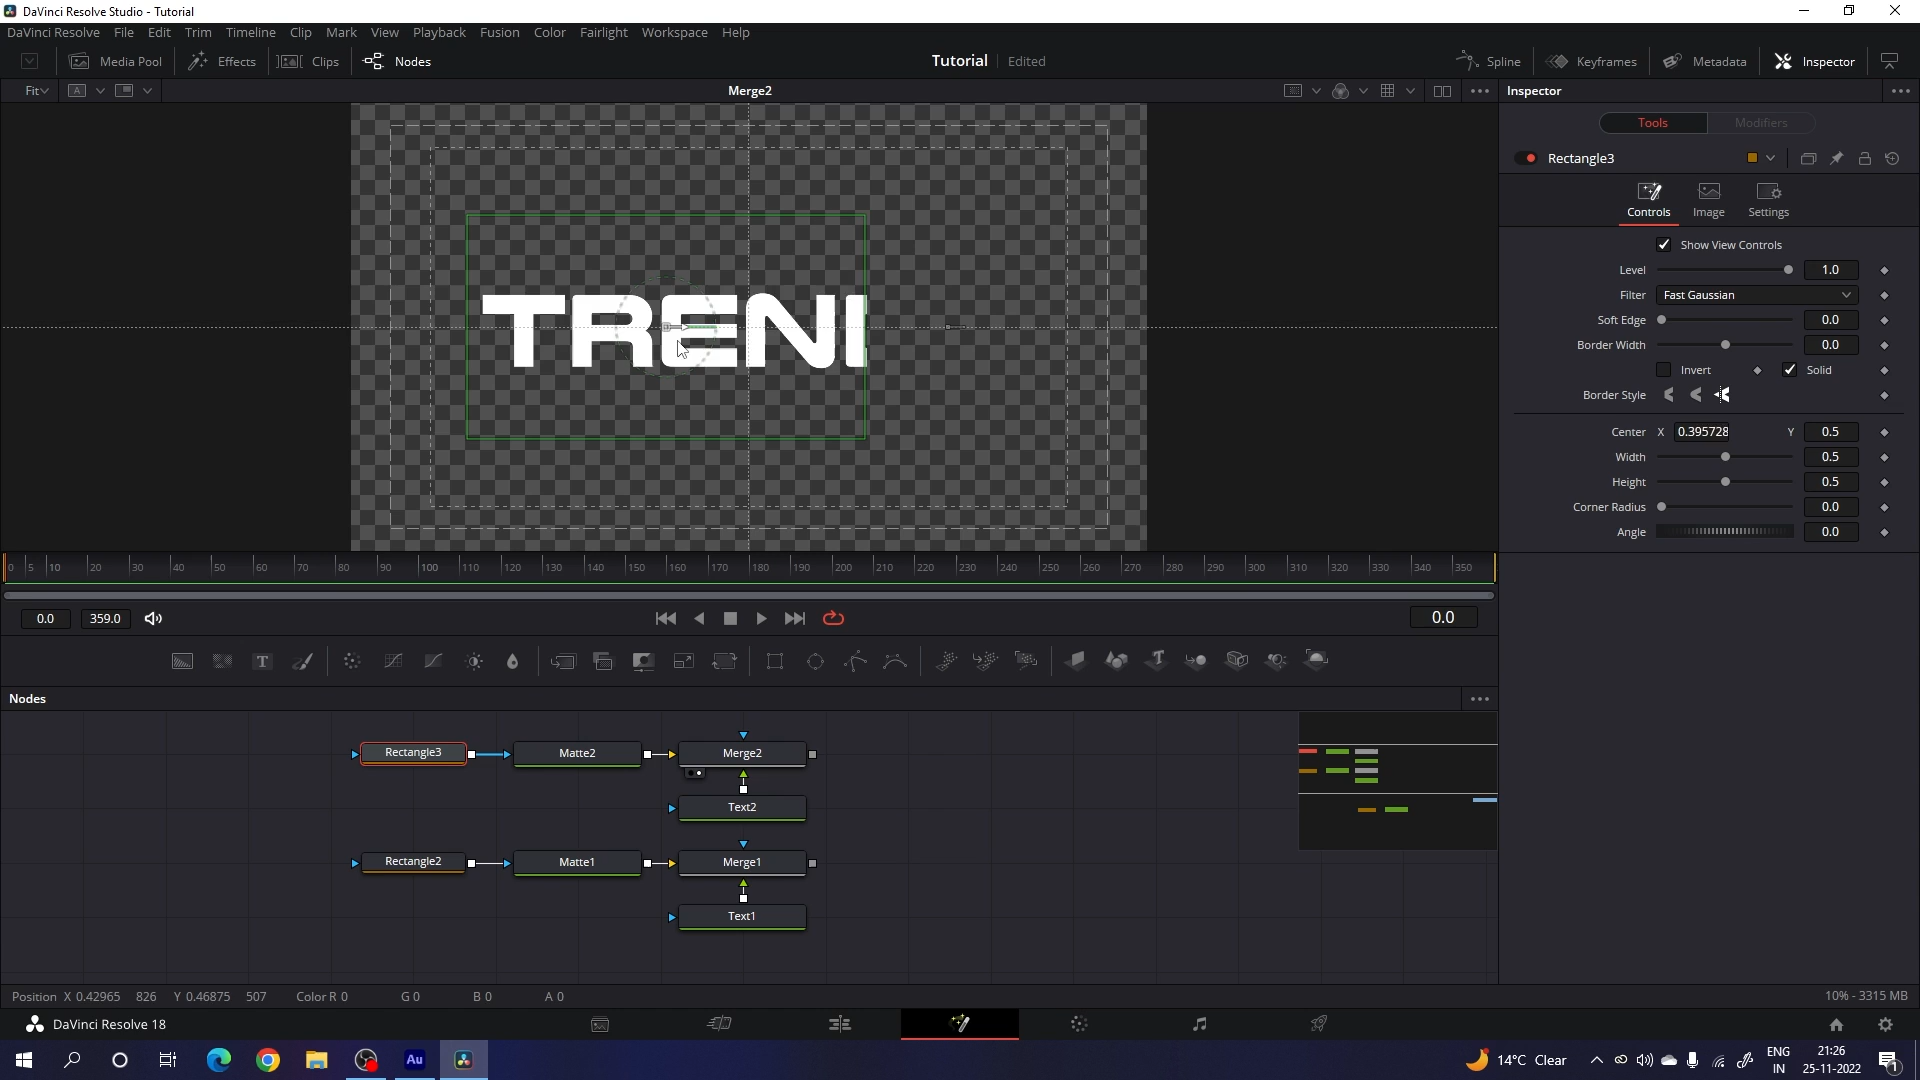 DaVinci Resolve Studio - Tutorial
DaVinci Resolve File Edit Trim Timeline Clip Mark View Playback Fusion Color Fairlight Workspace Help
Media Pool Effects Clips Nodes Tutorial Edited Spline Keyframes Metadata Inspector
Fit A Merge2 Inspector
Tools Modifiers
Rectangle3
Controls Image Settings
Show View Controls
Level 1.0
Filter Fast Gaussian
Soft Edge 0.0
Border Width 0.0
Invert Solid
Border Style
Center X 0.395728 Y 0.5
Width 0.5
Height 0.5
Corner Radius 0.0
Angle 0.0
TRENI
0 5 10 20 30 40 50 60 70 80 90 100 110 120 130 140 150 160 170 180 190 200 210 220 230 240 250 260 270 280 290 300 310 320 330 340 350
0.0 359.0 0.0
T T
Nodes
Rectangle3 Matte2 Merge2
Text2
Rectangle2 Matte1 Merge1
Text1
Position X 0.42965 826 Y 0.46875 507 Color R 0 G 0 B 0 A 0 10% - 3315 MB
DaVinci Resolve 18
Au 14°C Clear ENG IN 21:26 25-11-2022 1